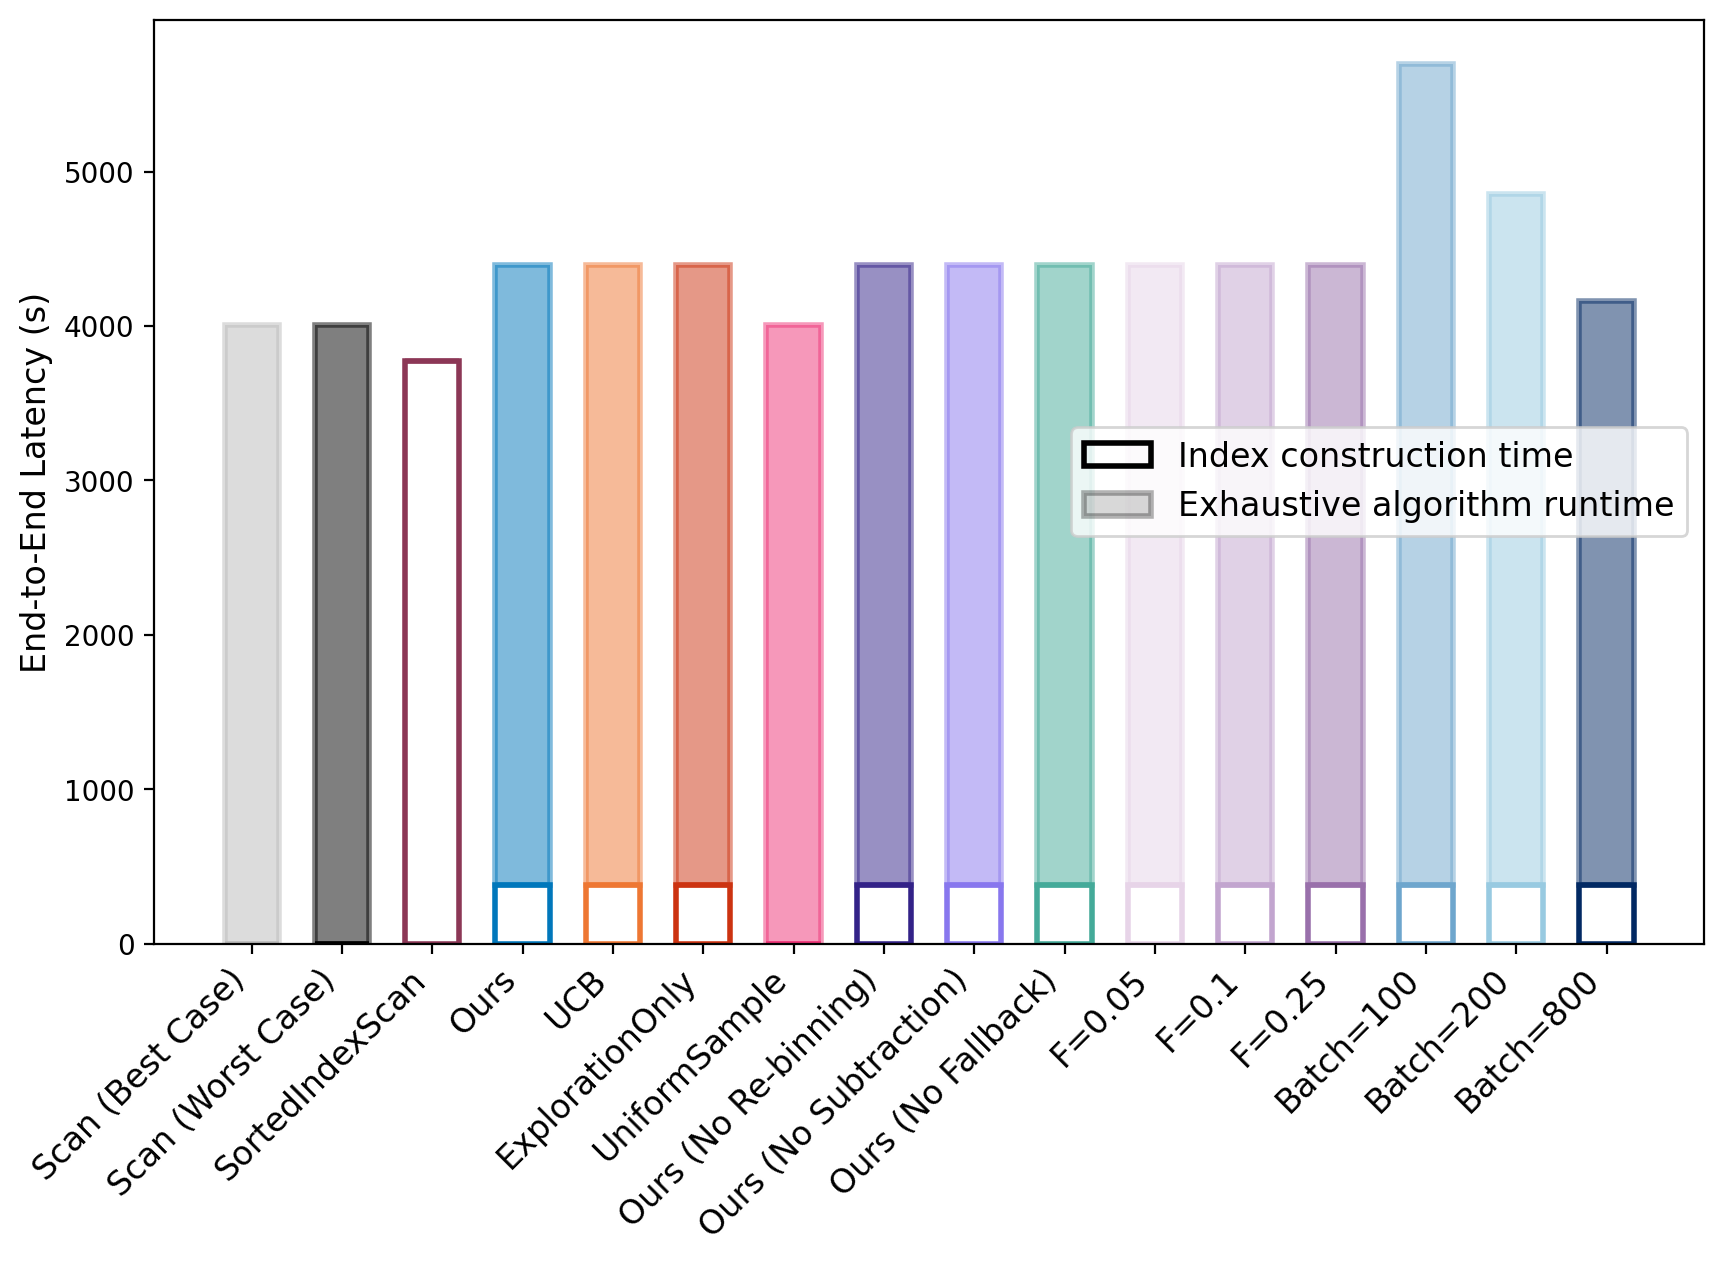 End-to-End Latency (s)
5000
4000
3000
2000
1000
0
Index construction time
Exhaustive algorithm runtime
Scan (Best Case)
Scan (Worst Case)
SortedIndexScan
Ours
UCB
ExplorationOnly
UniformSample
Ours (No Re-binning)
Ours (No Subtraction)
Ours (No Fallback)
F=0.05
F=0.1
F=0.25
Batch=100
Batch=200
Batch=800